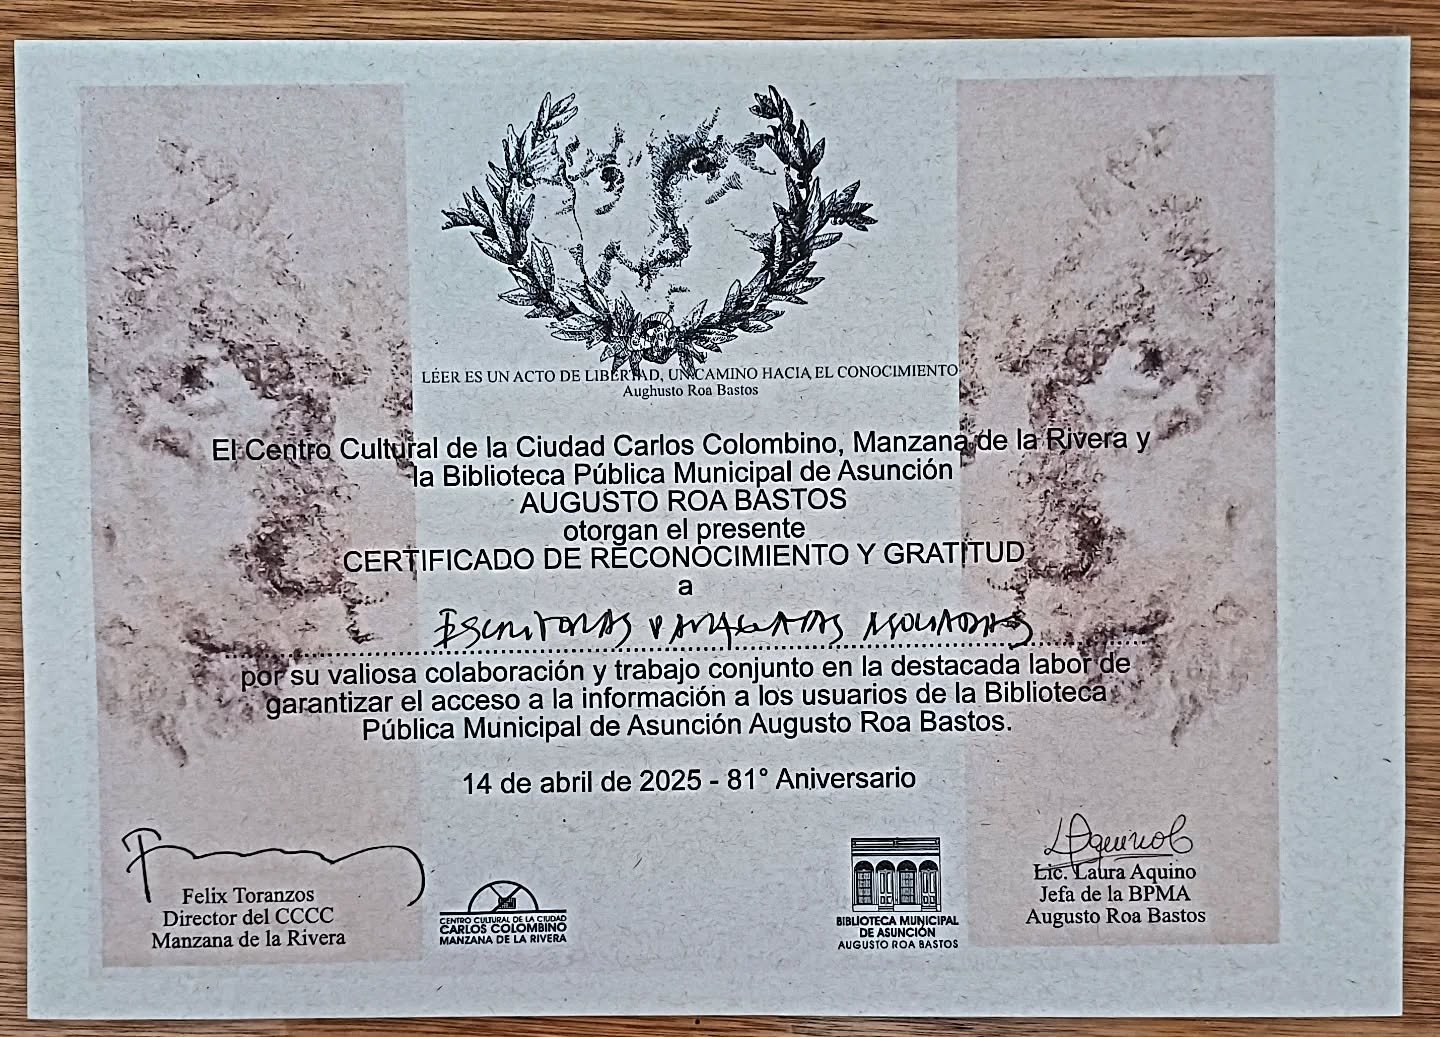 LEER ES UN ACTO DE LIBERTAD, UN CAMINO HACIA EL CONOCIMIENTO
Aughusto Roa Bastos
El Centro Cultural de la Ciudad Carlos Colombino, Manzana de la Rivera y
la Biblioteca Pública Municipal de Asunción
AUGUSTO ROA BASTOS
otorgan el presente
CERTIFICADO DE RECONOCIMIENTO Y GRATITUD
a
ESCRITORAS PARAGUAYAS ASOCIADAS
por su valiosa colaboración y trabajo conjunto en la destacada labor de
garantizar el acceso a la información a los usuarios de la Biblioteca
Pública Municipal de Asunción Augusto Roa Bastos.
14 de abril de 2025 - 81° Aniversario
Felix Toranzos
Director del CCCC
Manzana de la Rivera
CENTRO CULTURAL DE LA CIUDAD
CARLOS COLOMBINO
MANZANA DE LA RIVERA
BIBLIOTECA MUNICIPAL
DE ASUNCIÓN
AUGUSTO ROA BASTOS
LAquinoB
Lic. Laura Aquino
Jefa de la BPMA
Augusto Roa Bastos